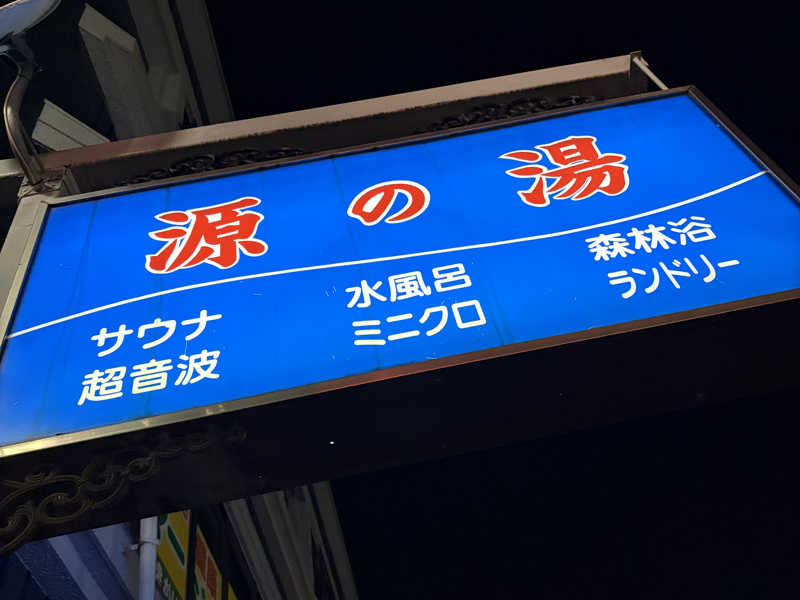 源の湯
サウナ 水風呂 森林浴
超音波 ミニクロ ランドリー